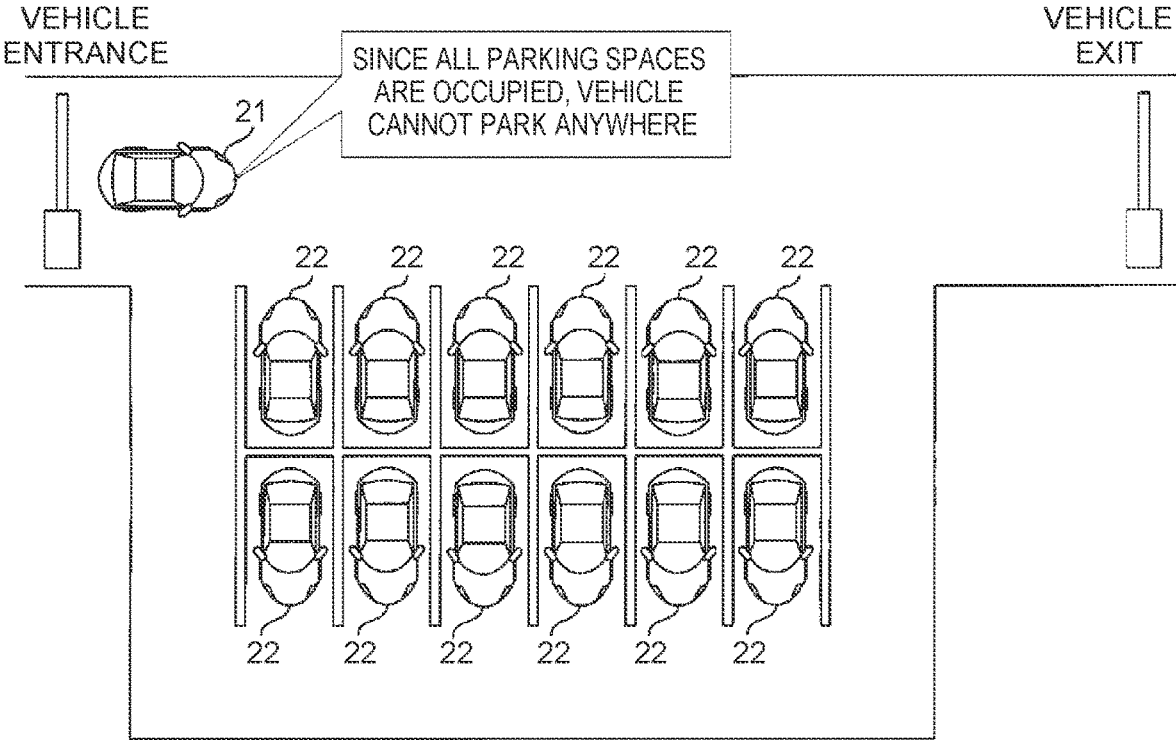 VEHICLE
ENTRANCE
VEHICLE
EXIT
SINCE ALL PARKING SPACES
ARE OCCUPIED, VEHICLE
CANNOT PARK ANYWHERE
21
22 22 22 22 22 22
22 22 22 22 22 22